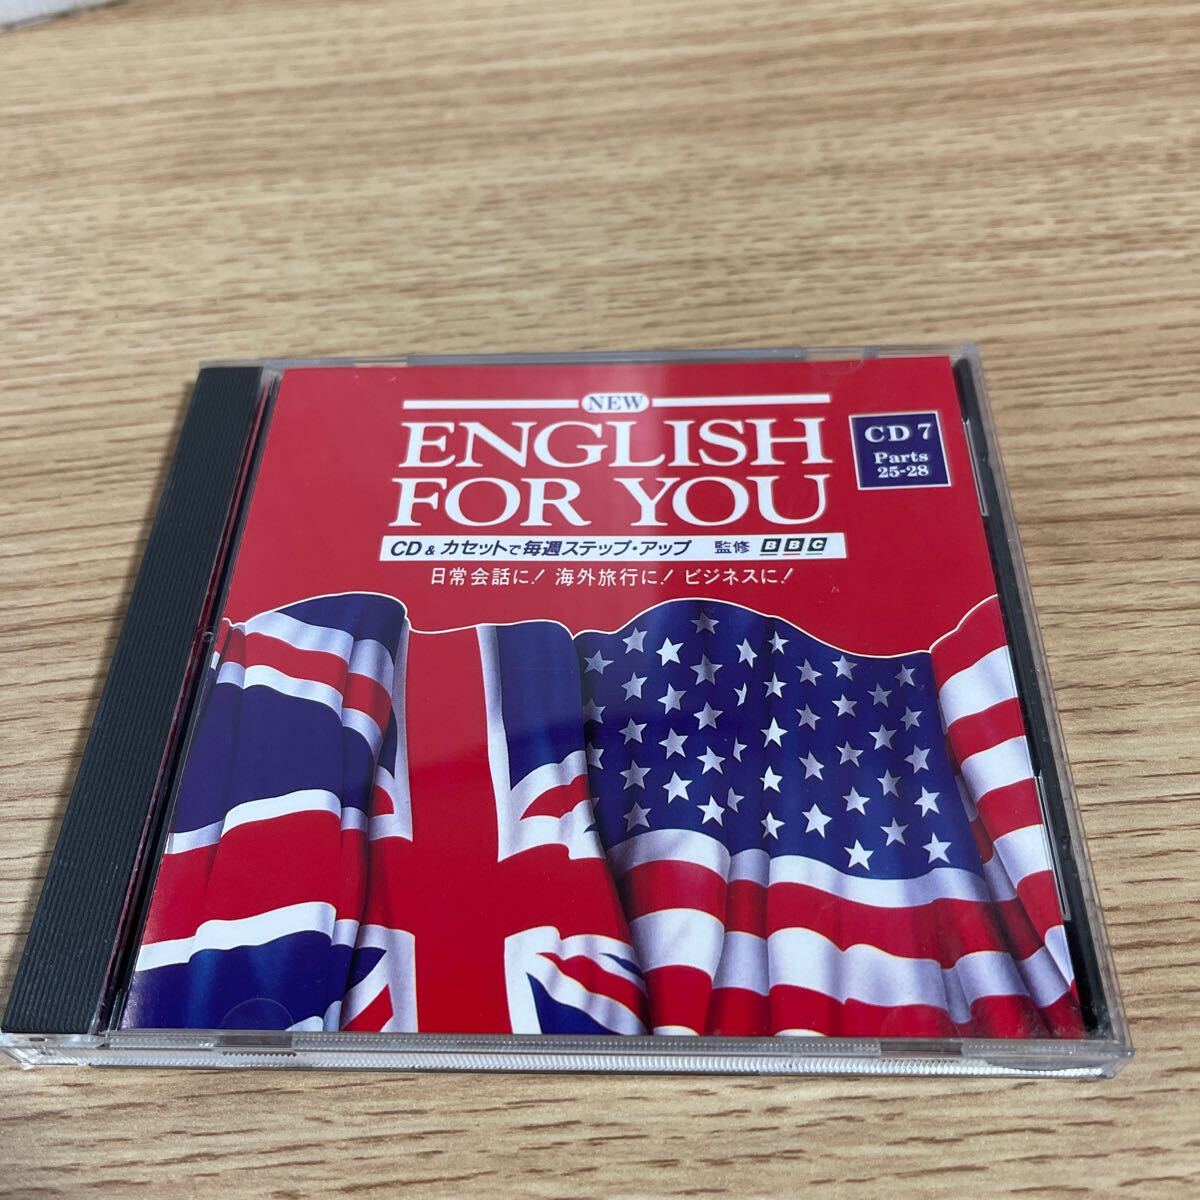 NEW
ENGLISH
FOR YOU
CD & カセットで毎週ステップ・アップ 監修 BBC
日常会話に! 海外旅行に! ビジネスに!
CD 7
Parts
25-28